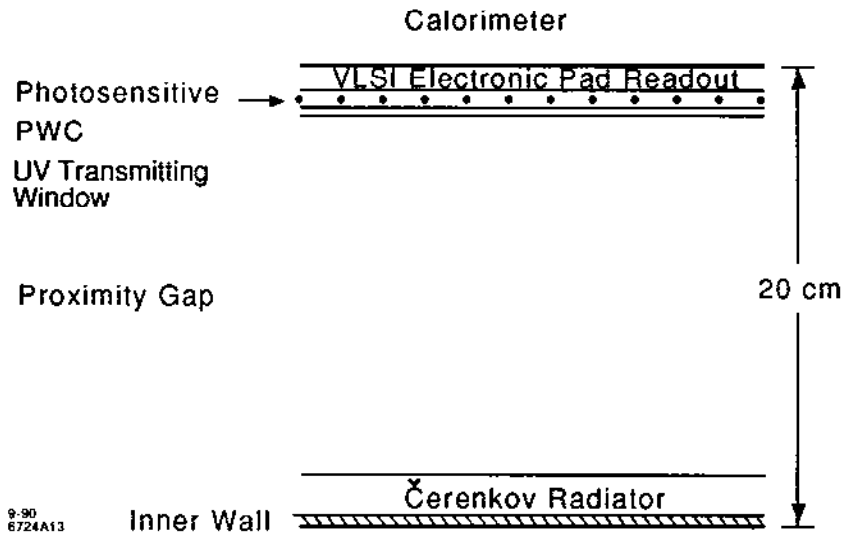 Calorimeter
VLSI Electronic Pad Readout
Photosensitive
PWC
UV Transmitting
Window
Proximity Gap
20 cm
Čerenkov Radiator
9-90
6724A13
Inner Wall